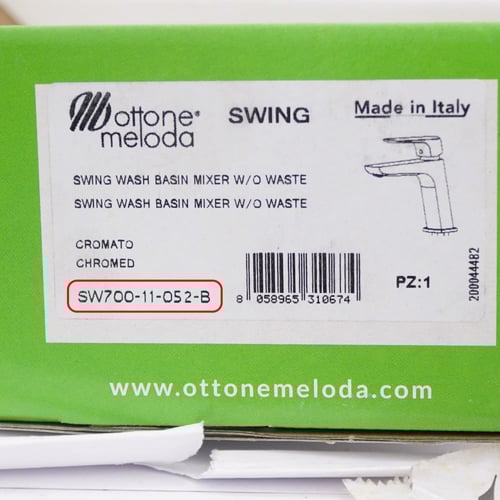 ottone®
meloda
SWING
Made in Italy
SWING WASH BASIN MIXER W/O WASTE
SWING WASH BASIN MIXER W/O WASTE
CROMATO
CHROMED
SW700-11-052-B
8 058965 310674
PZ:1
200044482
www.ottonemeloda.com